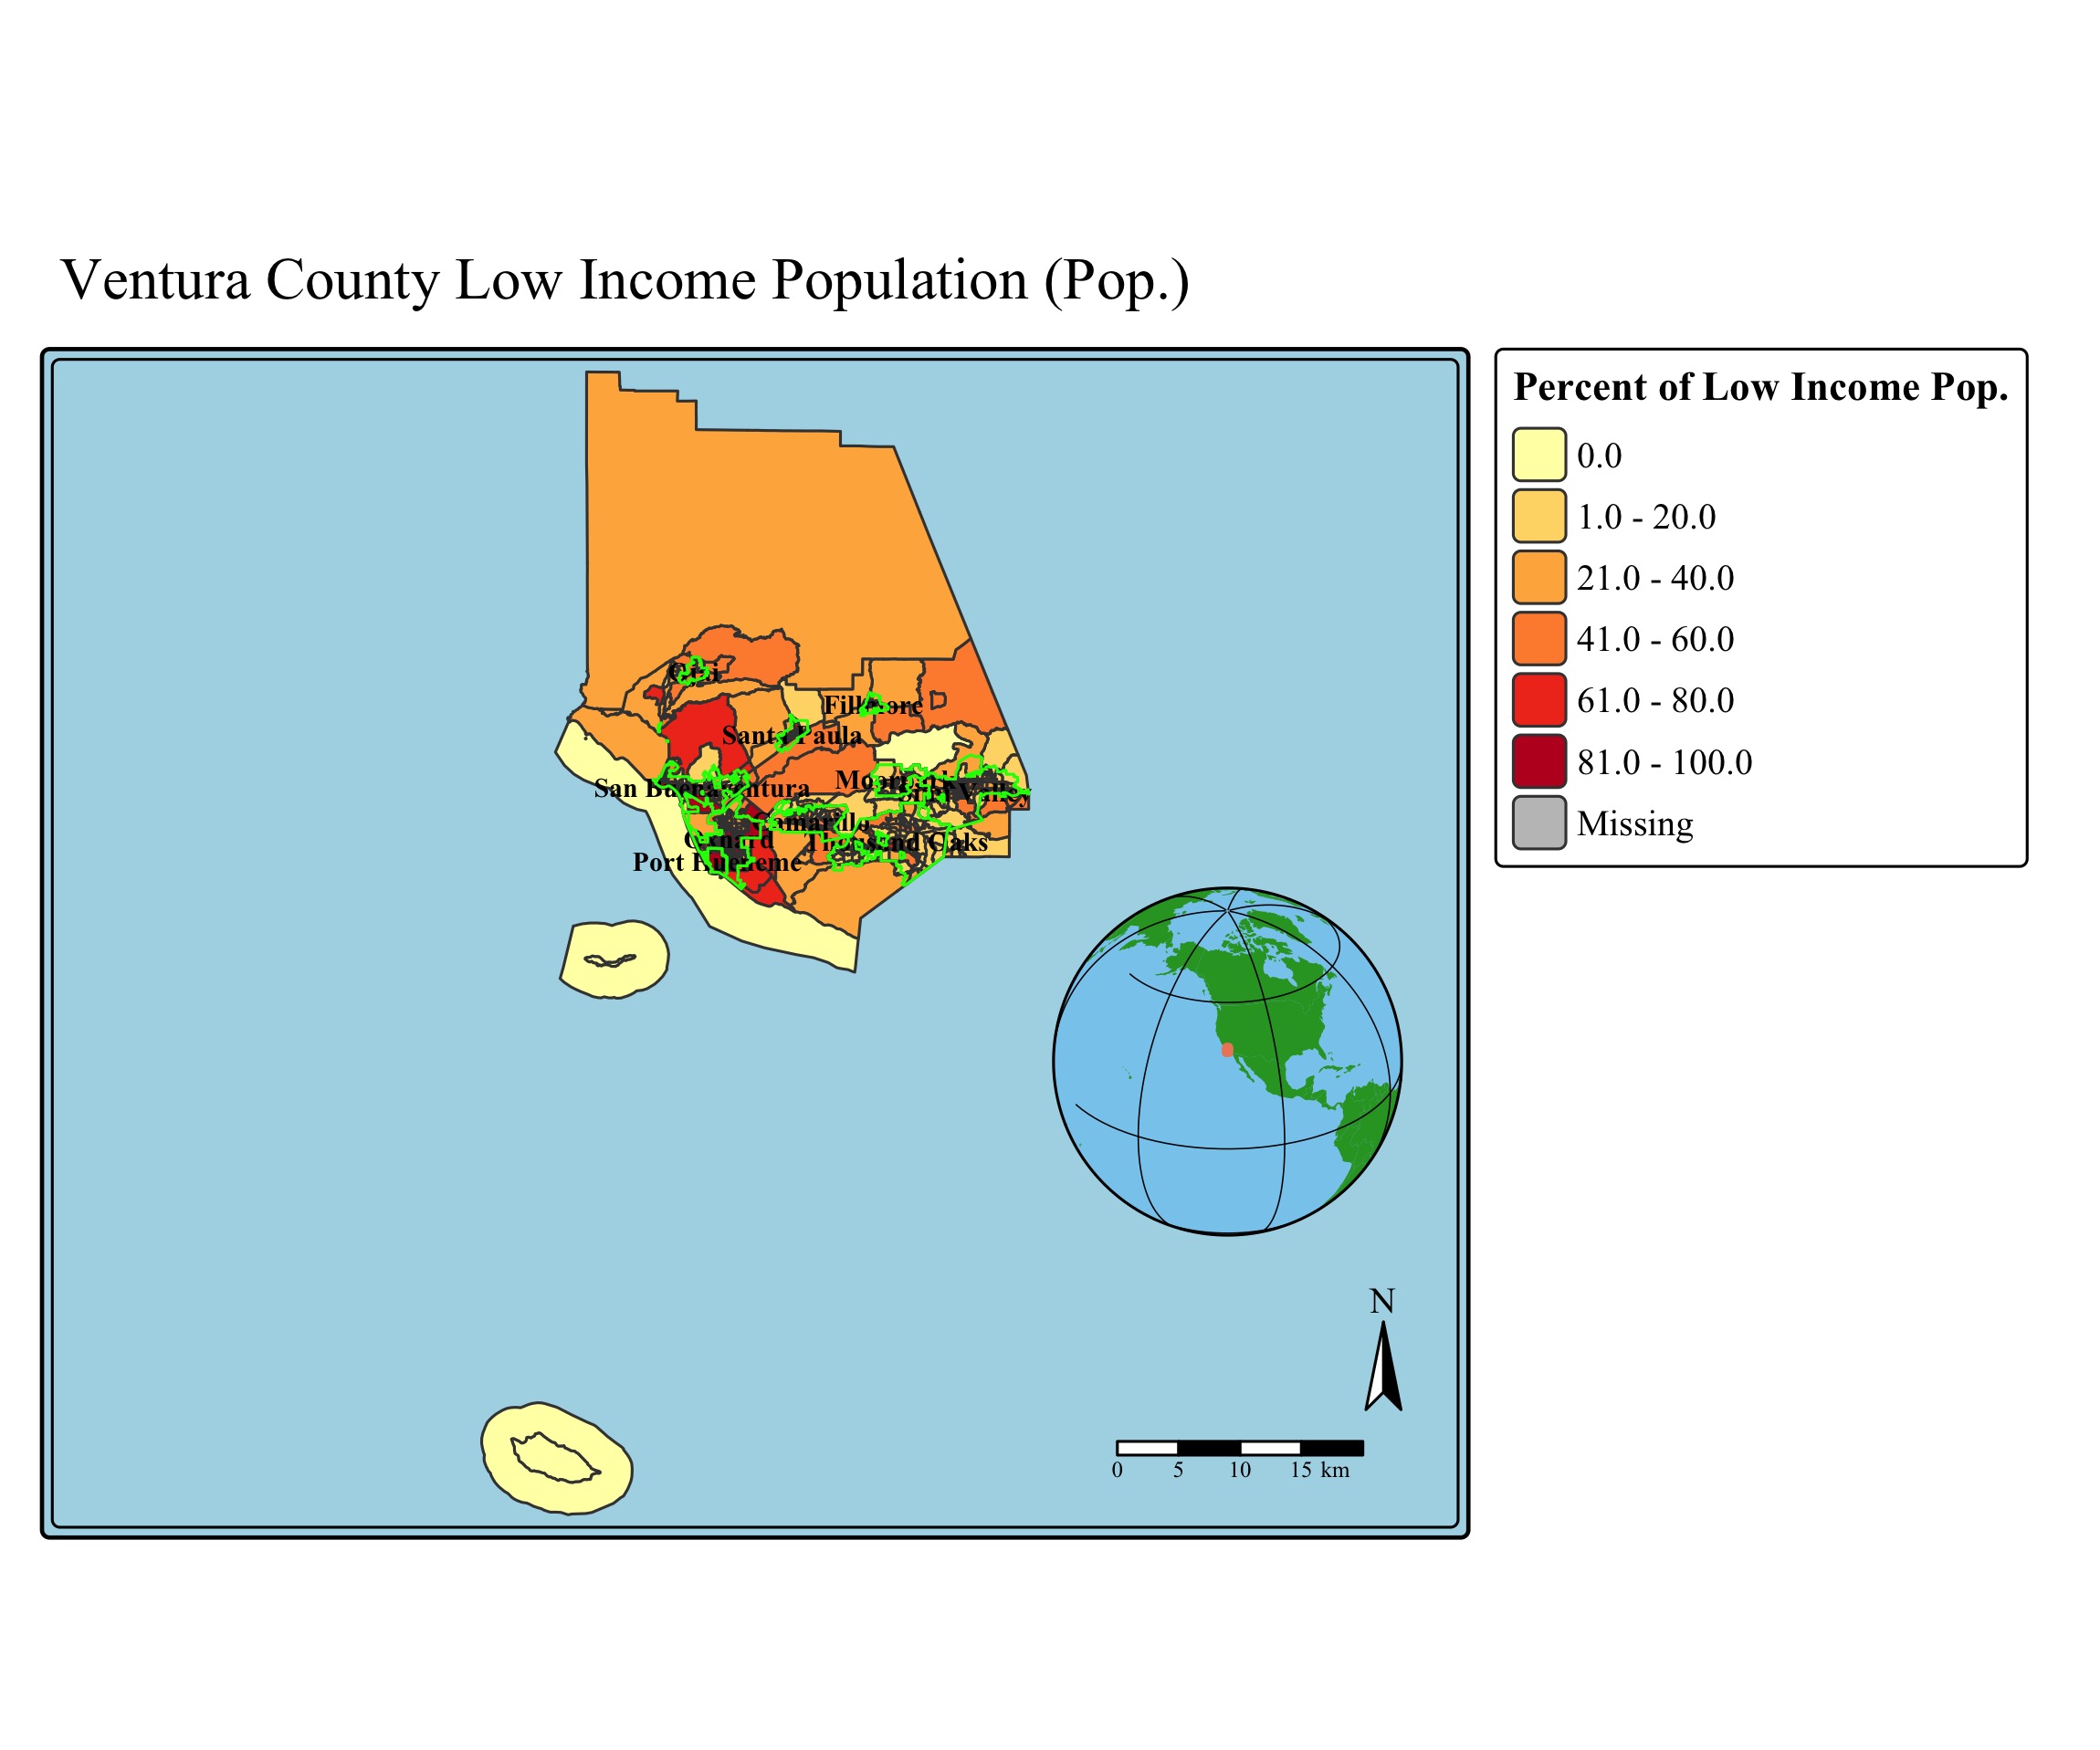 Ventura County Low Income Population (Pop.)
Percent of Low Income Pop.
0.0
1.0 - 20.0
21.0 - 40.0
41.0 - 60.0
61.0 - 80.0
81.0 - 100.0
Missing
Ojai
Fillmore
Santa Paula
Moorpark
San Buenaventura
Simi Valley
Camarillo
Oxnard
Thousand Oaks
Port Hueneme
N
0 5 10 15 km